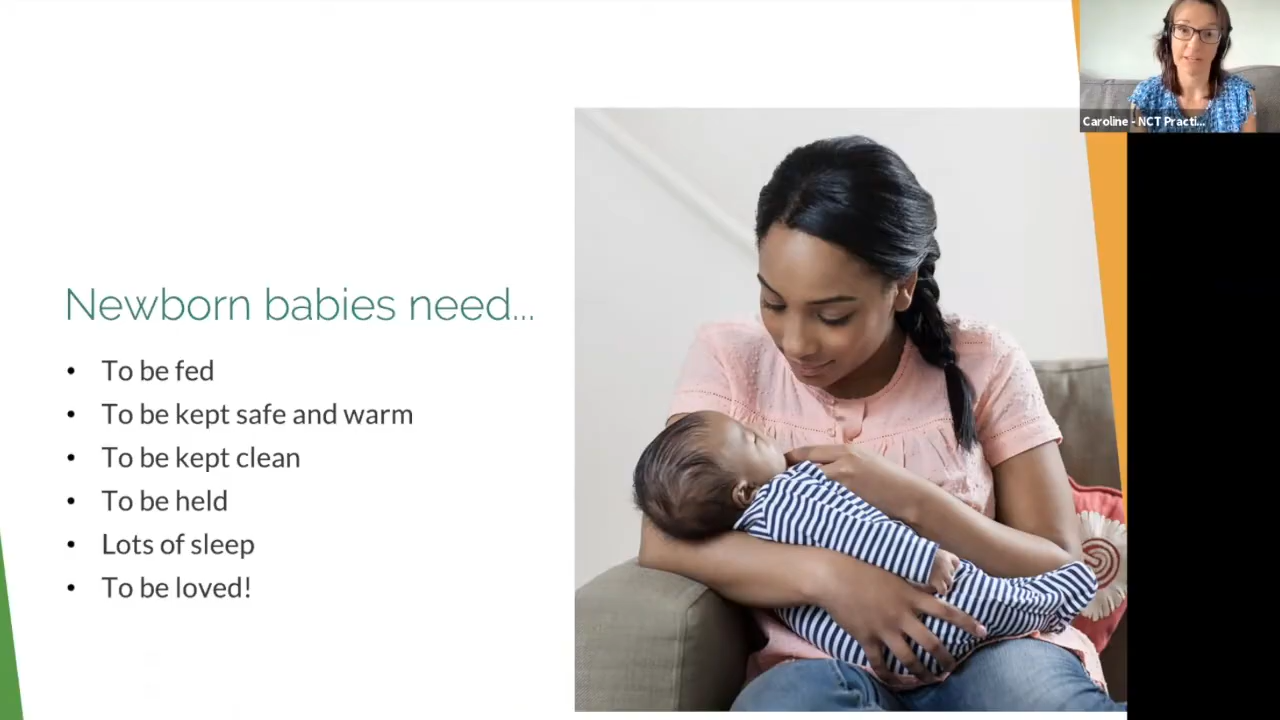 Caroline - NCT Practi...
Newborn babies need...
• To be fed
• To be kept safe and warm
• To be kept clean
• To be held
• Lots of sleep
• To be loved!